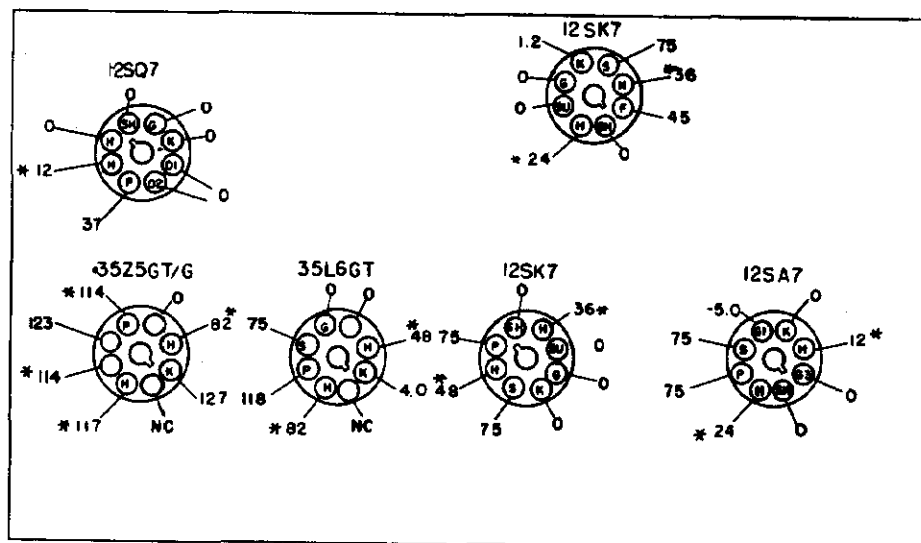 12SK7
1.2
75
K
S
0
G
H
*36
0
SU
F
45
H
SH
* 24
0
12SQ7
0
0
0
SH
G
0
H
K
* 12
H
D1
P
D2
0
37
0
35Z5GT/G
*114
0
P
82*
123
H
*114
K
H
127
*117
NC
35L6GT
0
0
G
75
S
*48
H
P
K
118
H
4.0
*82
NC
12SK7
0
SH
H
36*
75
P
SU
0
*48
H
G
0
S
K
75
0
12SA7
-5.0
0
G1
K
75
S
H
12*
75
P
G3
0
H
SH
* 24
0